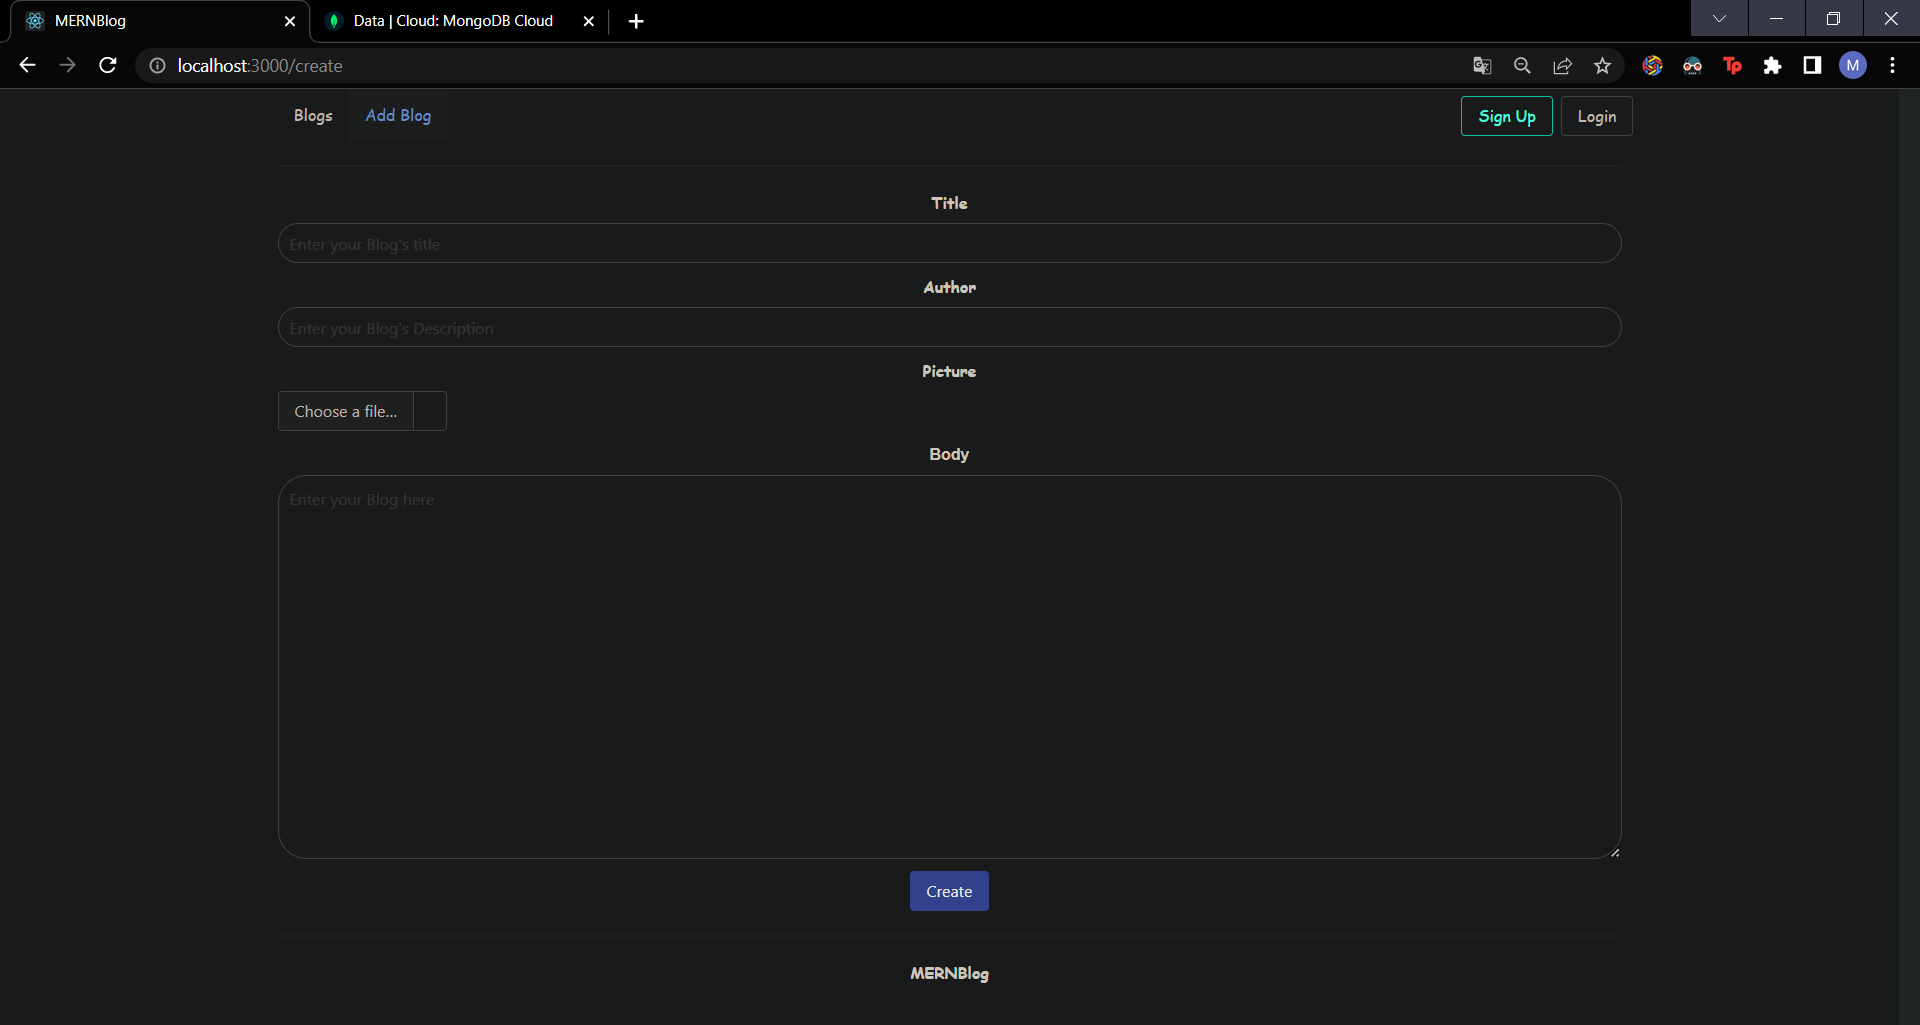 MERNBlog
Data | Cloud: MongoDB Cloud
localhost:3000/create
Tp
M
Blogs
Add Blog
Sign Up
Login
Title
Enter your Blog's title
Author
Enter your Blog's Description
Picture
Choose a file...
Body
Enter your Blog here
Create
MERNBlog